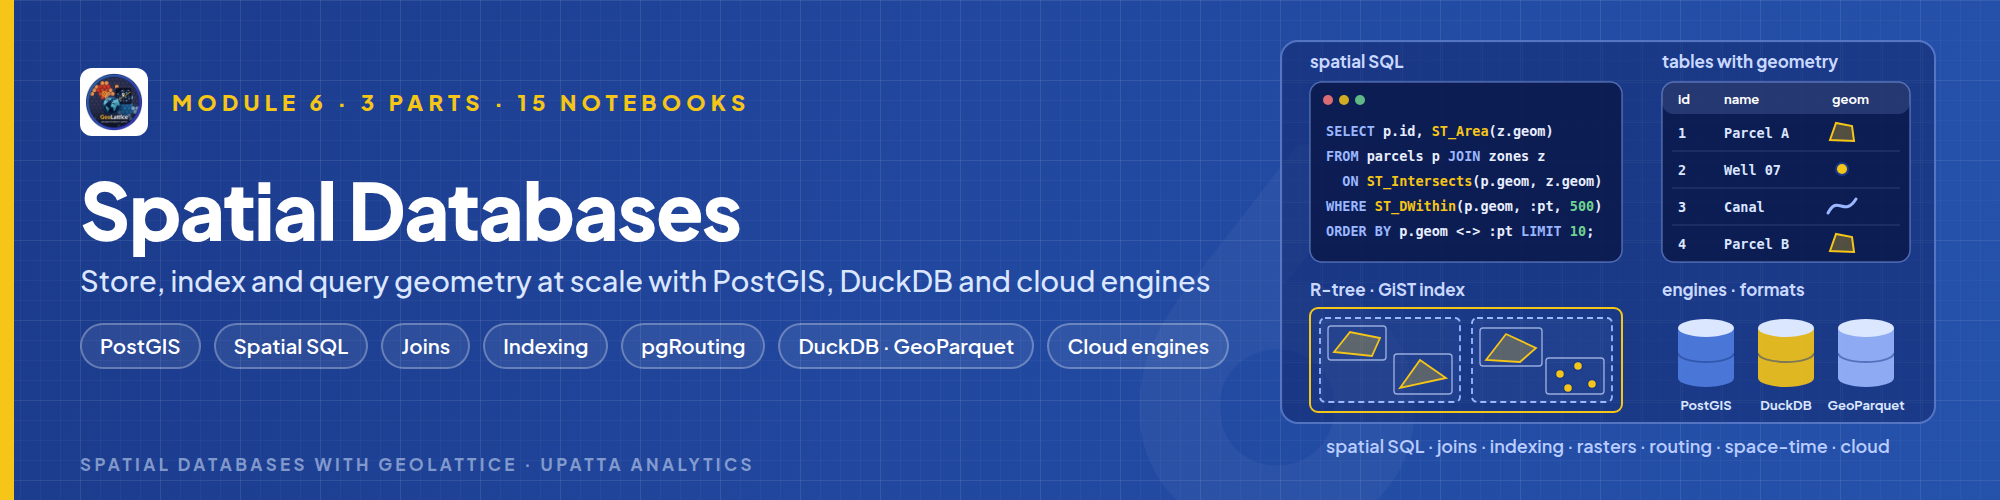 GeoLattice
MODULE 6 · 3 PARTS · 15 NOTEBOOKS
Spatial Databases
Store, index and query geometry at scale with PostGIS, DuckDB and cloud engines
PostGIS
Spatial SQL
Joins
Indexing
pgRouting
DuckDB · GeoParquet
Cloud engines
SPATIAL DATABASES WITH GEOLATTICE · UPATTA ANALYTICS
spatial SQL
SELECT p.id, ST_Area(z.geom)
FROM parcels p JOIN zones z
ON ST_Intersects(p.geom, z.geom)
WHERE ST_DWithin(p.geom, :pt, 500)
ORDER BY p.geom <-> :pt LIMIT 10;
tables with geometry
id name geom
1 Parcel A
2 Well 07
3 Canal
4 Parcel B
R-tree · GiST index
engines · formats
PostGIS
DuckDB
GeoParquet
spatial SQL · joins · indexing · rasters · routing · space-time · cloud
6